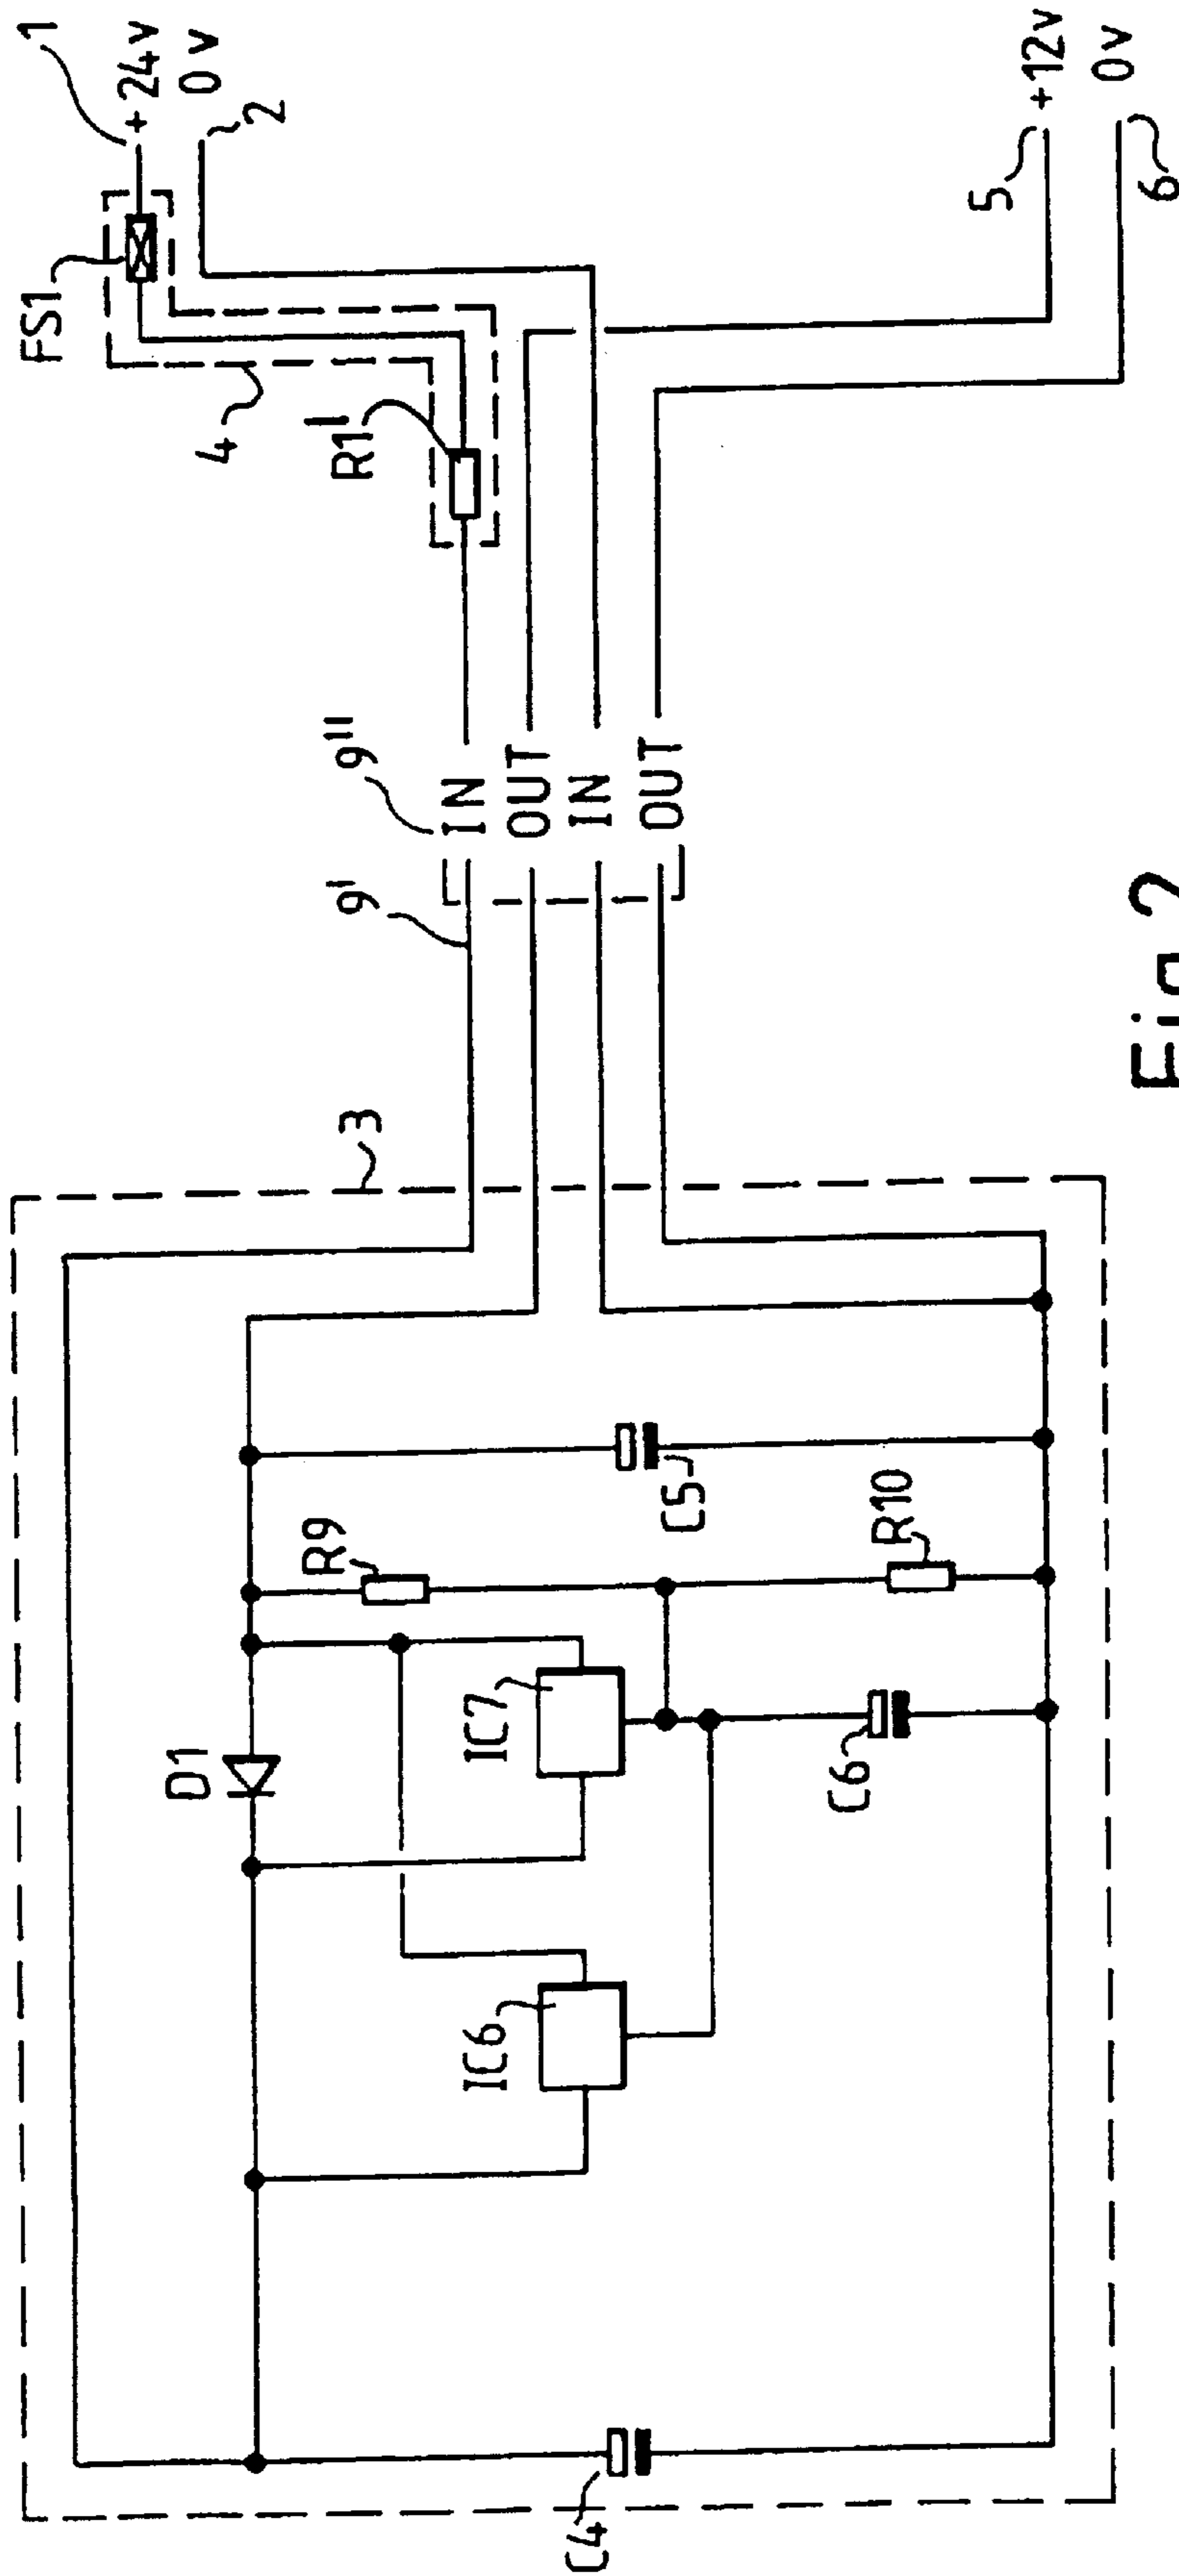 1
+24v
0v
2
FS1
4
R1
5
+12v
0v
6
9'
9''
IN
OUT
IN
OUT
3
D1
R9
IC7
IC6
C5
R10
C6
C4
Fig. 2